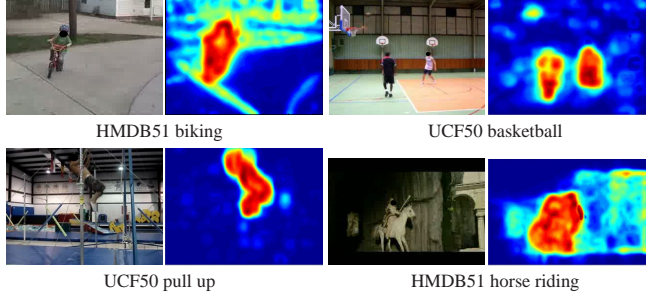 HMDB51 biking
UCF50 basketball
UCF50 pull up
HMDB51 horse riding